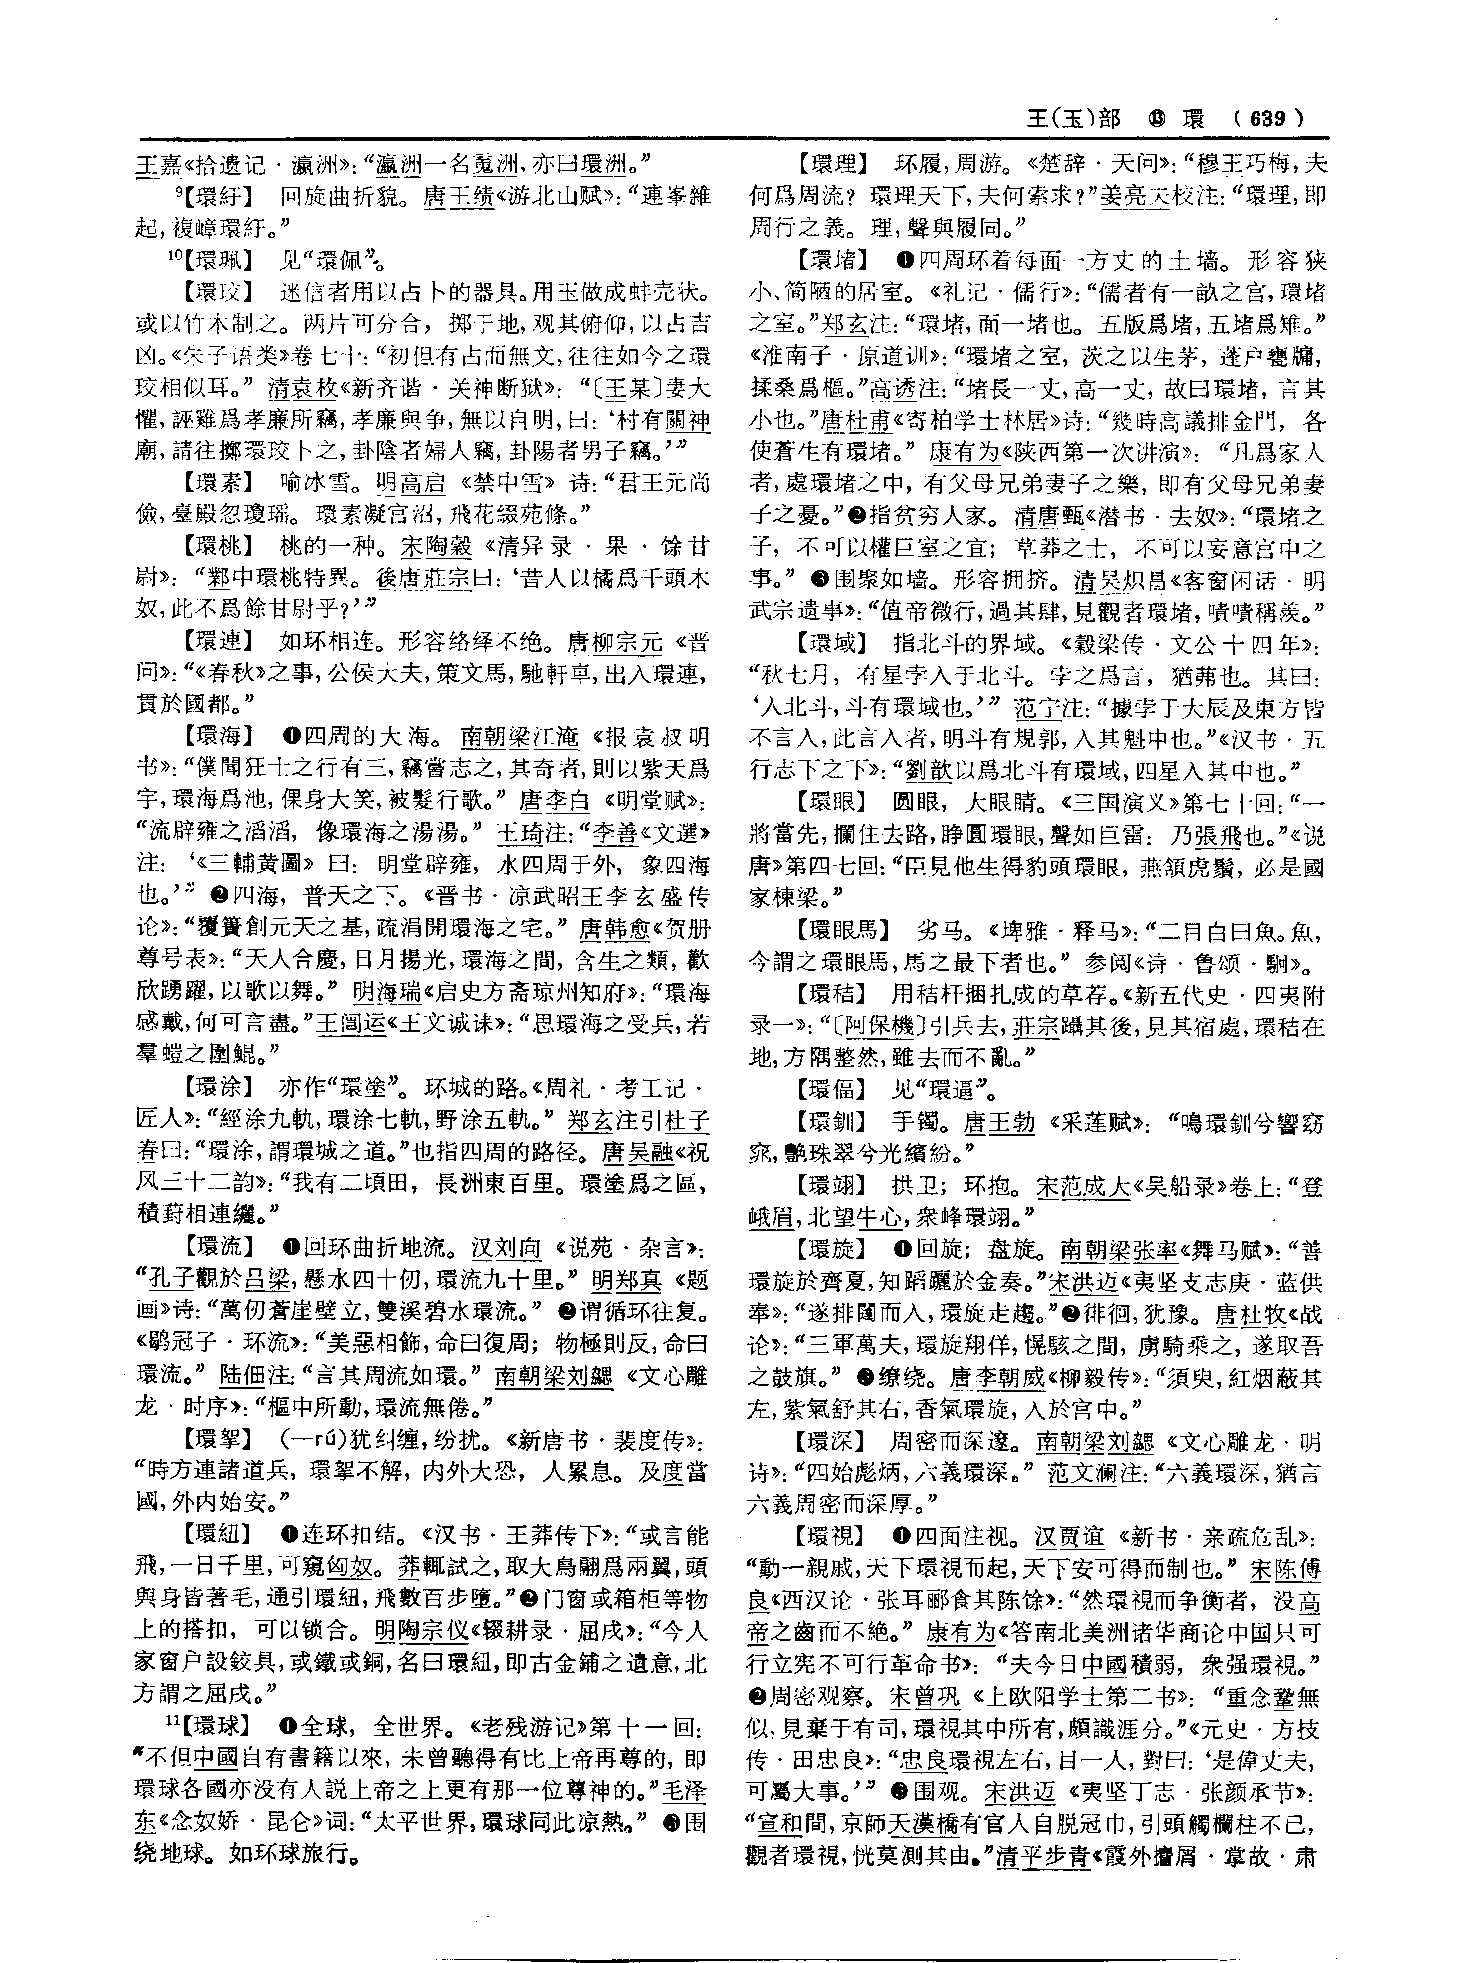 王(玉)部 ⑬ 環 (639)
王嘉《拾遗记·瀛洲》：“瀛洲一名䰟洲，亦曰環洲。”
⁹【環紆】 回旋曲折貌。唐王绩《游北山赋》：“連峯雜
起，複嶂環紆。”
¹⁰【環珮】 见“環佩”。
【環珓】 迷信者用以占卜的器具。用玉做成蚌壳状。
或以竹木制之。两片可分合，掷于地，观其俯仰，以占吉
凶。《朱子语类》卷七十：“初但有占而無文，往往如今之環
珓相似耳。” 清袁枚《新齐谐·关神断狱》：“〔王某〕妻大
懼，誣雞爲孝廉所竊，孝廉與争，無以自明，曰：‘村有關神
廟，請往擲環珓卜之，卦陰者婦人竊，卦陽者男子竊。’”
【環素】 喻冰雪。明高启《禁中雪》诗：“君王元尚
儉，臺殿忽瓊瑶。環素凝宫沼，飛花綴苑條。”
【環桃】 桃的一种。宋陶榖《清异录·果·馀甘
尉》：“鄴中環桃特異。後唐莊宗曰：‘昔人以橘爲千頭木
奴，此不爲餘甘尉乎？’”
【環連】 如环相连。形容络绎不绝。唐柳宗元《晋
问》：“《春秋》之事，公侯大夫，策文馬，馳軒車，出入環連，
貫於國都。”
【環海】 ❶四周的大海。南朝梁江淹《报袁叔明
书》：“僕聞狂士之行有三，竊嘗志之，其奇者，則以紫天爲
宇，環海爲池，倮身大笑，被髮行歌。” 唐李白《明堂赋》：
“流辟雍之滔滔，像環海之湯湯。” 王琦注：“李善《文選》
注：‘《三輔黄圖》曰：明堂辟雍，水四周于外，象四海
也。’” ❷四海，普天之下。《晋书·凉武昭王李玄盛传
论》：“覆簣創元天之基，疏涓開環海之宅。” 唐韩愈《贺册
尊号表》：“天人合慶，日月揚光，環海之間，含生之類，歡
欣踴躍，以歌以舞。” 明海瑞《启史方斋琼州知府》：“環海
感戴，何可言盡。”王闿运《王文诚诔》：“思環海之受兵，若
羣螘之圍鯤。”
【環涂】 亦作“環塗”。环城的路。《周礼·考工记·
匠人》：“經涂九軌，環涂七軌，野涂五軌。” 郑玄注引杜子
春曰：“環涂，謂環城之道。”也指四周的路径。唐吴融《祝
风三十二韵》：“我有二頃田，長洲東百里。環塗爲之區，
積葑相連纚。”
【環流】 ❶回环曲折地流。汉刘向《说苑·杂言》：
“孔子觀於吕梁，懸水四十仞，環流九十里。” 明郑真《题
画》诗：“萬仞蒼崖壁立，雙溪碧水環流。” ❷谓循环往复。
《鹖冠子·环流》：“美惡相飾，命曰復周；物極則反，命曰
環流。” 陆佃注：“言其周流如環。” 南朝梁刘勰《文心雕
龙·时序》：“樞中所動，環流無倦。”
【環挐】 （一rú）犹纠缠，纷扰。《新唐书·裴度传》：
“時方連諸道兵，環挐不解，内外大恐，人累息。及度當
國，外内始安。”
【環紐】 ❶连环扣结。《汉书·王莽传下》：“或言能
飛，一日千里，可窺匈奴。莽輒試之，取大鳥翮爲兩翼，頭
與身皆著毛，通引環紐，飛數百步墮。”❷门窗或箱柜等物
上的搭扣，可以锁合。明陶宗仪《辍耕录·屈戌》：“今人
家窗户設鉸具，或鐵或銅，名曰環紐，即古金鋪之遺意，北
方謂之屈戌。”
¹¹【環球】 ❶全球，全世界。《老残游记》第十一回：
“不但中國自有書籍以來，未曾聽得有比上帝再尊的，即
環球各國亦没有人説上帝之上更有那一位尊神的。”毛泽
东《念奴娇·昆仑》词：“太平世界，環球同此凉熱。” ❷围
绕地球。如环球旅行。
【環理】 环履，周游。《楚辞·天问》：“穆王巧梅，夫
何爲周流？環理天下，夫何索求？”姜亮夫校注：“環理，即
周行之義。理，聲與履同。”
【環堵】 ❶四周环着每面一方丈的土墙。形容狭
小、简陋的居室。《礼记·儒行》：“儒者有一畝之宫，環堵
之室。”郑玄注：“環堵，面一堵也。五版爲堵，五堵爲雉。”
《淮南子·原道训》：“環堵之室，茨之以生茅，蓬户甕牖，
揉桑爲樞。”高诱注：“堵長一丈，高一丈，故曰環堵，言其
小也。”唐杜甫《寄柏学士林居》诗：“幾時高議排金門，各
使蒼生有環堵。” 康有为《陕西第一次讲演》：“凡爲家人
者，處環堵之中，有父母兄弟妻子之樂，即有父母兄弟妻
子之憂。”❷指贫穷人家。清唐甄《潜书·去奴》：“環堵之
子，不可以權巨室之宜；草莽之士，不可以妄意宫中之
事。” ❸围聚如墙。形容拥挤。清吴炽昌《客窗闲话·明
武宗遗事》：“值帝微行，過其肆，見觀者環堵，嘖嘖稱羨。”
【環域】 指北斗的界域。《穀梁传·文公十四年》：
“秋七月，有星孛入于北斗。孛之爲言，猶茀也。其曰：
‘入北斗，斗有環域也。’” 范宁注：“據孛于大辰及東方皆
不言入，此言入者，明斗有規郭，入其魁中也。”《汉书·五
行志下之下》：“劉歆以爲北斗有環域，四星入其中也。”
【環眼】 圆眼，大眼睛。《三国演义》第七十回：“一
將當先，攔住去路，睁圓環眼，聲如巨雷：乃張飛也。”《说
唐》第四七回：“臣見他生得豹頭環眼，燕頷虎鬚，必是國
家棟梁。”
【環眼馬】 劣马。《埤雅·释马》：“二目白曰魚。魚，
今謂之環眼馬，馬之最下者也。” 参阅《诗·鲁颂·駉》。
【環秸】 用秸秆捆扎成的草荐。《新五代史·四夷附
录一》：“〔阿保機〕引兵去，莊宗躡其後，見其宿處，環秸在
地，方隅整然，雖去而不亂。”
【環偪】 见“環逼”。
【環釧】 手镯。唐王勃《采莲赋》：“鳴環釧兮響窈
窕，艷珠翠兮光繽紛。”
【環翊】 拱卫；环抱。宋范成大《吴船录》卷上：“登
峨眉，北望牛心，衆峰環翊。”
【環旋】 ❶回旋；盘旋。南朝梁张率《舞马赋》：“善
環旋於齊夏，知蹈躧於金奏。”宋洪迈《夷坚支志庚·蓝供
奉》：“遂排闥而入，環旋走趨。”❷徘徊，犹豫。唐杜牧《战
论》：“三軍萬夫，環旋翔佯，愰駭之間，虜騎乘之，遂取吾
之鼓旗。” ❸缭绕。唐李朝威《柳毅传》：“須臾，紅烟蔽其
左，紫氣舒其右，香氣環旋，入於宫中。”
【環深】 周密而深邃。南朝梁刘勰《文心雕龙·明
诗》：“四始彪炳，六義環深。” 范文澜注：“六義環深，猶言
六義周密而深厚。”
【環視】 ❶四面注视。汉贾谊《新书·亲疏危乱》：
“動一親戚，天下環視而起，天下安可得而制也。” 宋陈傅
良《西汉论·张耳郦食其陈馀》：“然環視而争衡者，没高
帝之齒而不絶。” 康有为《答南北美洲诸华商论中国只可
行立宪不可行革命书》：“夫今日中國積弱，衆强環視。”
❷周密观察。宋曾巩《上欧阳学士第二书》：“重念鞏無
似，見棄于有司，環視其中所有，頗識涯分。”《元史·方技
传·田忠良》：“忠良環視左右，目一人，對曰：‘是偉丈夫，
可屬大事。’” ❸围观。宋洪迈《夷坚丁志·张颜承节》：
“宣和間，京師天漢橋有官人自脱冠巾，引頭觸欄柱不已，
觀者環視，恍莫測其由。”清平步青《霞外攟屑·掌故·肃